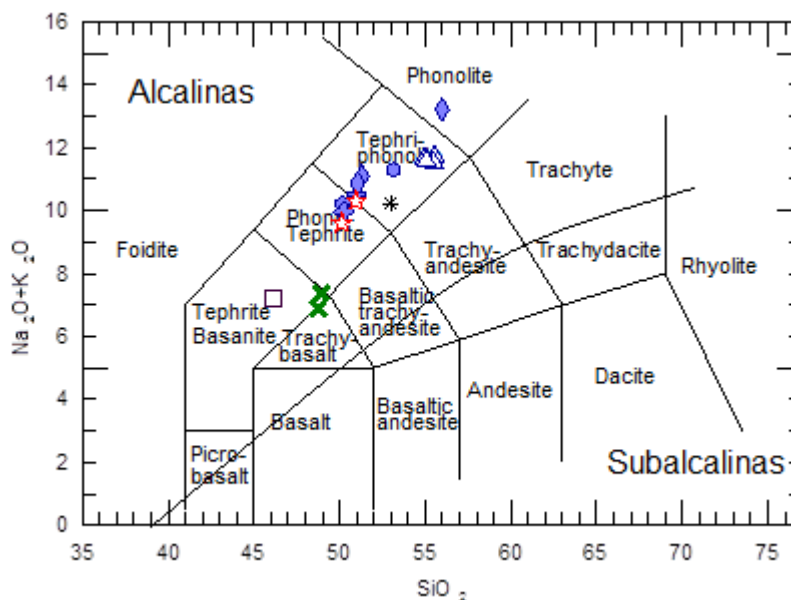 16
14
12
10
8
6
4
2
0
Na₂O+K₂O
Alcalinas
Phonolite
Tephri-
phonol
Trachyte
Foidite
Phon
Tephrite
Trachy-
andesite
Trachydacite
Rhyolite
Tephrite
Basanite
Trachy-
basalt
Basaltic
trachy-
andesite
Picro-
basalt
Basalt
Basaltic
andesite
Andesite
Dacite
Subalcalinas
35 40 45 50 55 60 65 70 75
SiO₂